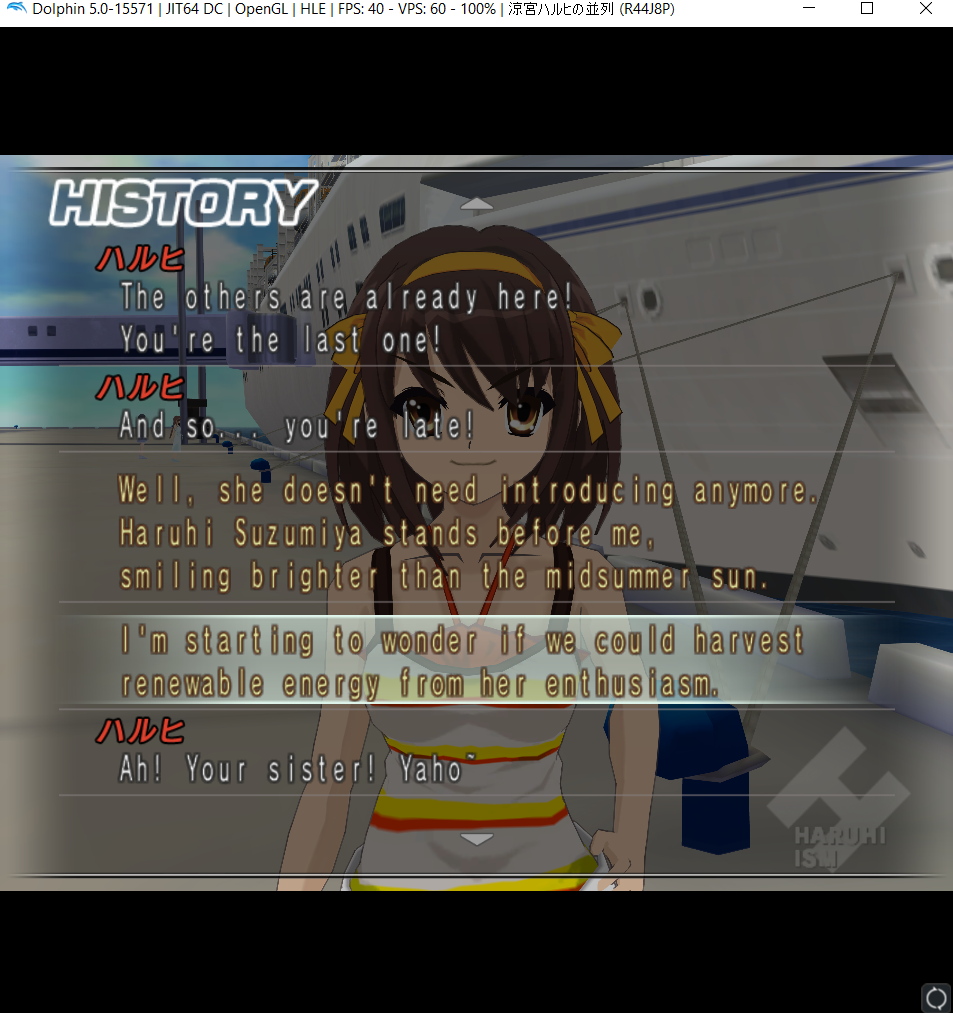 Dolphin 5.0-15571 | JIT64 DC | OpenGL | HLE | FPS: 40 - VPS: 60 - 100% | 涼宮ハルヒの並列 (R44J8P)
HISTORY
ハルヒ
The others are already here!
You're the last one!
ハルヒ
And so... you're late!
Well, she doesn't need introducing anymore.
Haruhi Suzumiya stands before me,
smiling brighter than the midsummer sun.
I'm starting to wonder if we could harvest
renewable energy from her enthusiasm.
ハルヒ
Ah! Your sister! Yaho~
HARUHI
ISM